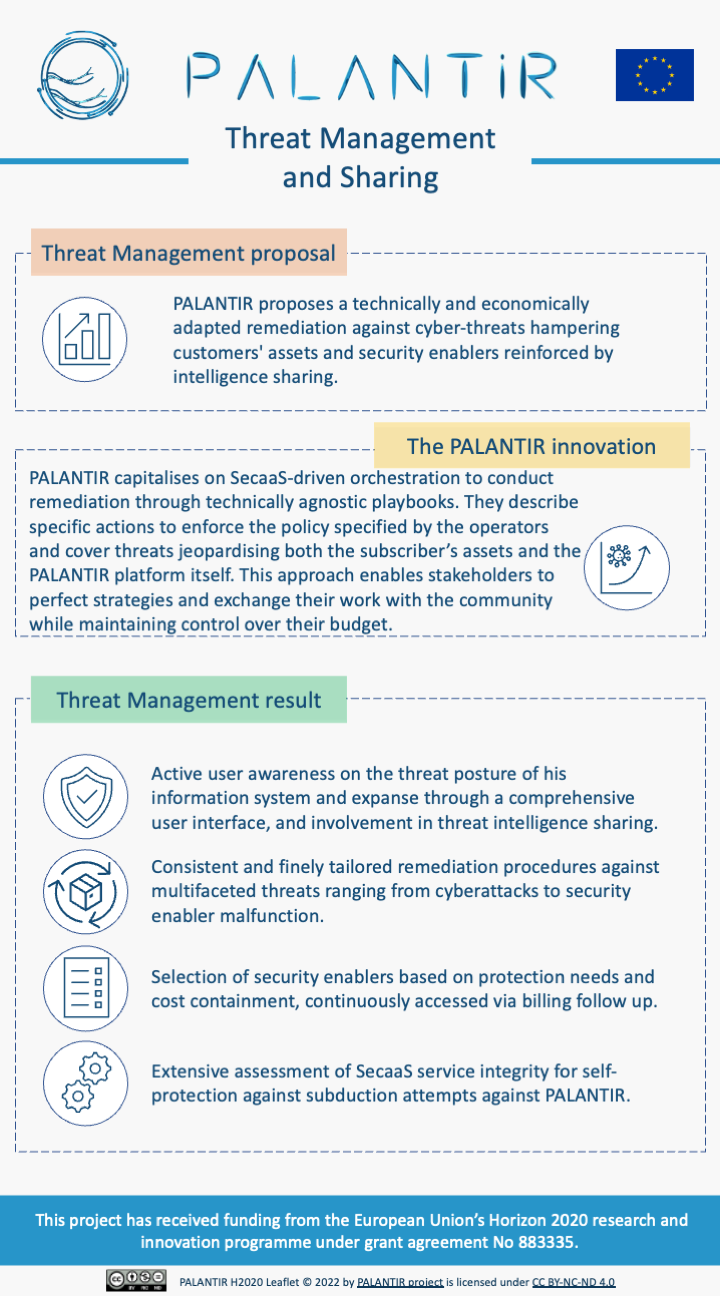 PALANTiR
Threat Management
and Sharing
Threat Management proposal
PALANTIR proposes a technically and economically
adapted remediation against cyber-threats hampering
customers' assets and security enablers reinforced by
intelligence sharing.
The PALANTIR innovation
PALANTIR capitalises on SecaaS-driven orchestration to conduct
remediation through technically agnostic playbooks. They describe
specific actions to enforce the policy specified by the operators
and cover threats jeopardising both the subscriber’s assets and the
PALANTIR platform itself. This approach enables stakeholders to
perfect strategies and exchange their work with the community
while maintaining control over their budget.
Threat Management result
Active user awareness on the threat posture of his
information system and expanse through a comprehensive
user interface, and involvement in threat intelligence sharing.
Consistent and finely tailored remediation procedures against
multifaceted threats ranging from cyberattacks to security
enabler malfunction.
Selection of security enablers based on protection needs and
cost containment, continuously accessed via billing follow up.
Extensive assessment of SecaaS service integrity for self-
protection against subduction attempts against PALANTIR.
This project has received funding from the European Union’s Horizon 2020 research and
innovation programme under grant agreement No 883335.
cc BY NC ND
PALANTIR H2020 Leaflet © 2022 by PALANTIR project is licensed under CC BY-NC-ND 4.0